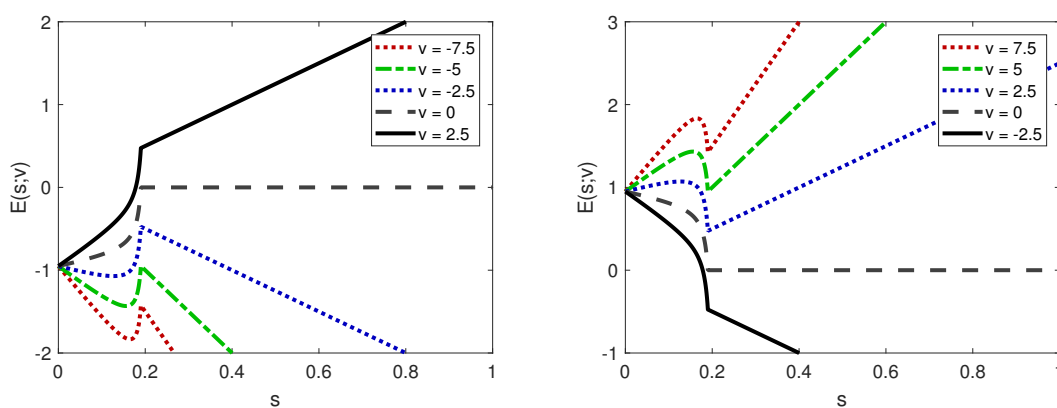 2
1
0
-1
-2
E(s;v)
0
0.2
0.4
0.6
0.8
1
s
v = -7.5
v = -5
v = -2.5
v = 0
v = 2.5
3
2
1
0
-1
E(s;v)
0
0.2
0.4
0.6
0.8
1
s
v = 7.5
v = 5
v = 2.5
v = 0
v = -2.5